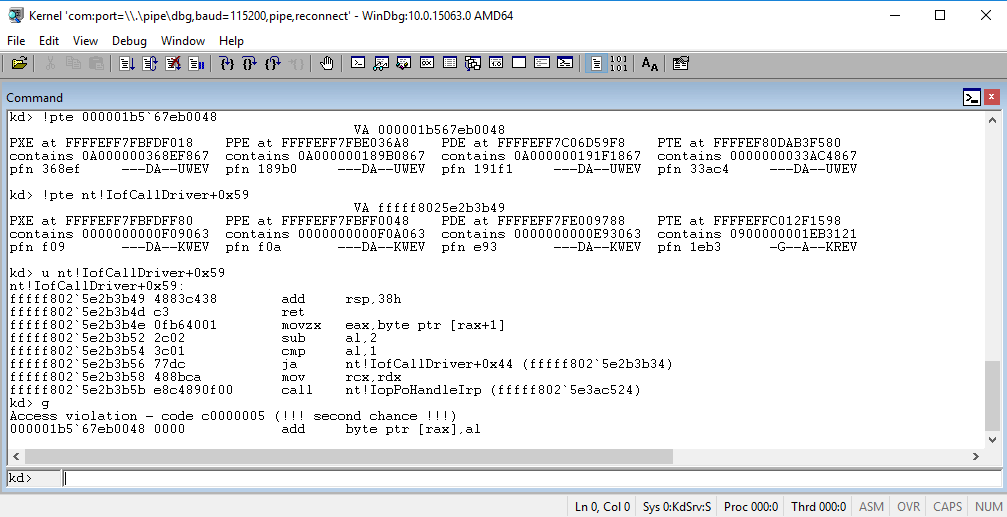 Kernel 'com:port=\\.\pipe\dbg,baud=115200,pipe,reconnect' - WinDbg:10.0.15063.0 AMD64
File Edit View Debug Window Help
Command
kd> !pte 000001b5`67eb0048
VA 000001b567eb0048
PXE at FFFFFEFF7FBFDF018 PPE at FFFFEFF7FBE036A8 PDE at FFFFEFF7C06D59F8 PTE at FFFFEF80DAB3F580
contains 0A000000368EF867 contains 0A000000189B0867 contains 0A000000191F1867 contains 0000000033AC4867
pfn 368ef ---DA--UWEV pfn 189b0 ---DA--UWEV pfn 191f1 ---DA--UWEV pfn 33ac4 ---DA--UWEV
kd> !pte nt!IofCallDriver+0x59
VA fffff8025e2b3b49
PXE at FFFFEFF7FBFDFF80 PPE at FFFFEFF7FBFF0048 PDE at FFFFEFF7FE009788 PTE at FFFFEFFC012F1598
contains 0000000000F09063 contains 0000000000F0A063 contains 0000000000E93063 contains 0900000001EB3121
pfn f09 ---DA--KWEV pfn f0a ---DA--KWEV pfn e93 ---DA--KWEV pfn 1eb3 -G--A--KREV
kd> u nt!IofCallDriver+0x59
nt!IofCallDriver+0x59:
fffff802`5e2b3b49 4883c438 add rsp,38h
fffff802`5e2b3b4d c3 ret
fffff802`5e2b3b4e 0fb64001 movzx eax,byte ptr [rax+1]
fffff802`5e2b3b52 2c02 sub al,2
fffff802`5e2b3b54 3c01 cmp al,1
fffff802`5e2b3b56 77dc ja nt!IofCallDriver+0x44 (fffff802`5e2b3b34)
fffff802`5e2b3b58 488bca mov rcx,rdx
fffff802`5e2b3b5b e8c4890f00 call nt!IopPoHandleIrp (fffff802`5e3ac524)
kd> g
Access violation - code c0000005 (!!! second chance !!!)
000001b5`67eb0048 0000 add byte ptr [rax],al
kd>
Ln 0, Col 0 Sys 0:KdSrv:S Proc 000:0 Thrd 000:0 ASM OVR CAPS NUM